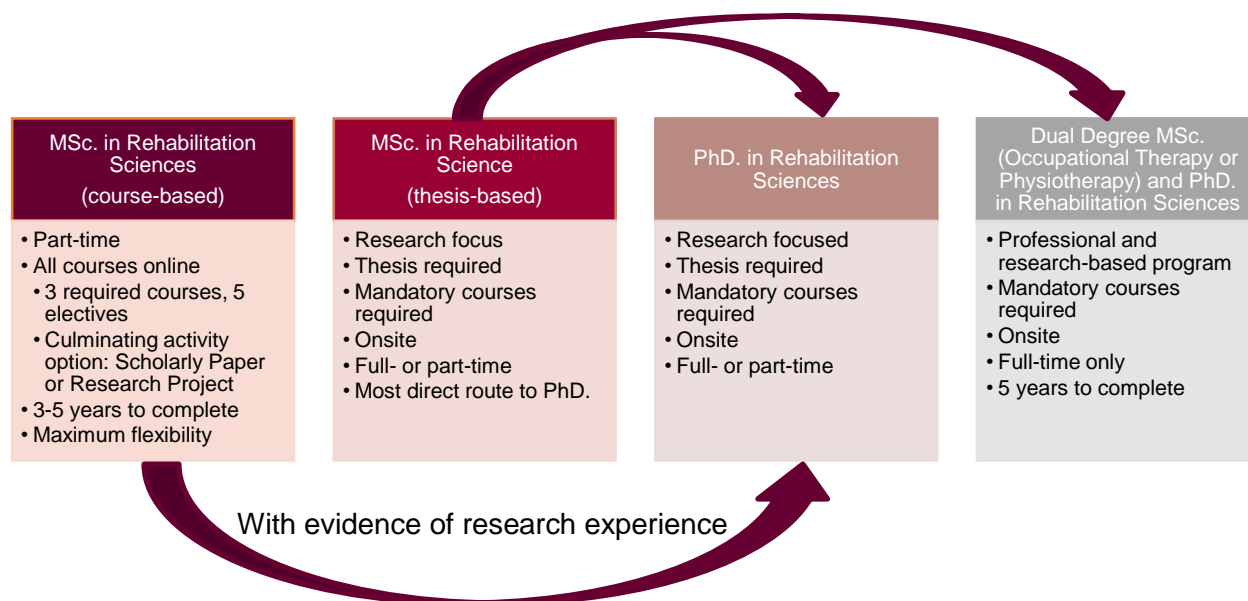 MSc. in Rehabilitation
Sciences
(course-based)
• Part-time
• All courses online
• 3 required courses, 5
electives
• Culminating activity
option: Scholarly Paper
or Research Project
• 3-5 years to complete
• Maximum flexibility
MSc. in Rehabilitation
Science
(thesis-based)
• Research focus
• Thesis required
• Mandatory courses
required
• Onsite
• Full- or part-time
• Most direct route to PhD.
PhD. in Rehabilitation
Sciences
• Research focused
• Thesis required
• Mandatory courses
required
• Onsite
• Full- or part-time
Dual Degree MSc.
(Occupational Therapy or
Physiotherapy) and PhD.
in Rehabilitation Sciences
• Professional and
research-based program
• Mandatory courses
required
• Onsite
• Full-time only
• 5 years to complete
With evidence of research experience